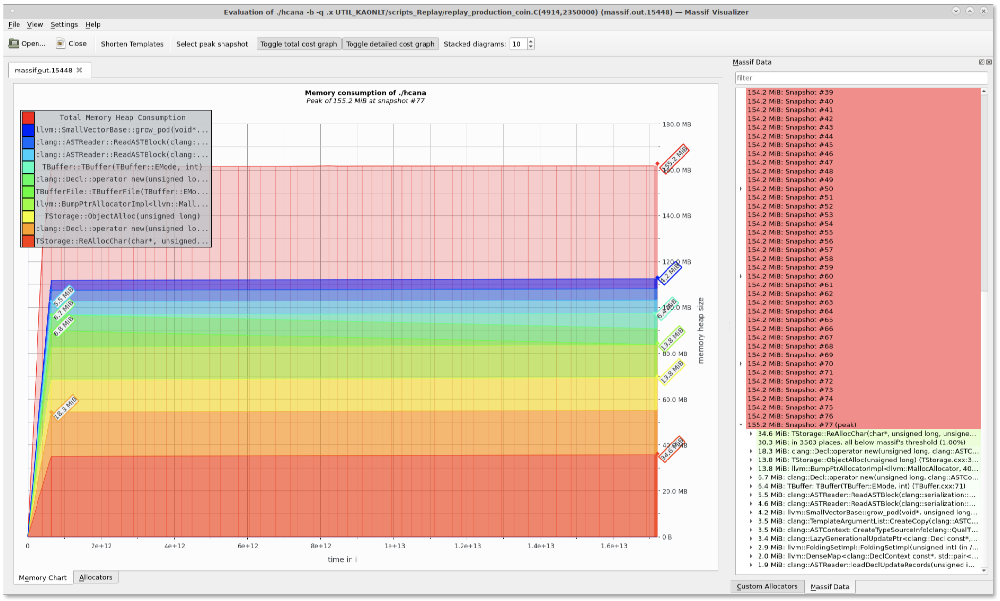 Evaluation of ./hcana -b -q .x UTIL_KAONLT/scripts_Replay/replay_production_coin.C(4914,2350000) (massif.out.15448) — Massif Visualizer
File View Settings Help
Open... Close Shorten Templates Select peak snapshot Toggle total cost graph Toggle detailed cost graph Stacked diagrams: 10
massif.out.15448
Memory consumption of ./hcana
Peak of 155.2 MiB at snapshot #77
Total Memory Heap Consumption
llvm::SmallVectorBase::grow_pod(void*...
clang::ASTReader::ReadASTBlock(clang:...
clang::ASTReader::ReadASTBlock(clang:...
TBuffer::TBuffer(TBuffer::EMode, int)
clang::Decl::operator new(unsigned lo...
TBufferFile::TBufferFile(TBuffer::EMo...
llvm::BumpPtrAllocatorImpl<llvm::Mall...
TStorage::ObjectAlloc(unsigned long)
clang::Decl::operator new(unsigned lo...
TStorage::ReAllocChar(char*, unsigned...
180.0 MB
155.2 MiB
160.0 MB
140.0 MB
120.0 MB
4.2 MiB
5.5 MiB
100.0 MB
6.4 MiB
6.7 MiB
6.8 MiB
13.8 MiB
80.0 MB
13.8 MiB
60.0 MB
18.3 MiB
40.0 MB
34.6 MiB
20.0 MB
0 B
memory heap size
0 2e+12 4e+12 6e+12 8e+12 1e+13 1.2e+13 1.4e+13 1.6e+13
time in i
Memory Chart Allocators
Massif Data
filter
154.2 MiB: Snapshot #39
154.2 MiB: Snapshot #40
154.2 MiB: Snapshot #41
154.2 MiB: Snapshot #42
154.2 MiB: Snapshot #43
154.2 MiB: Snapshot #44
154.2 MiB: Snapshot #45
154.2 MiB: Snapshot #46
154.2 MiB: Snapshot #47
154.2 MiB: Snapshot #48
154.2 MiB: Snapshot #49
154.2 MiB: Snapshot #50
154.2 MiB: Snapshot #51
154.2 MiB: Snapshot #52
154.2 MiB: Snapshot #53
154.2 MiB: Snapshot #54
154.2 MiB: Snapshot #55
154.2 MiB: Snapshot #56
154.2 MiB: Snapshot #57
154.2 MiB: Snapshot #58
154.2 MiB: Snapshot #59
154.2 MiB: Snapshot #60
154.2 MiB: Snapshot #61
154.2 MiB: Snapshot #62
154.2 MiB: Snapshot #63
154.2 MiB: Snapshot #64
154.2 MiB: Snapshot #65
154.2 MiB: Snapshot #66
154.2 MiB: Snapshot #67
154.2 MiB: Snapshot #68
154.2 MiB: Snapshot #69
154.2 MiB: Snapshot #70
154.2 MiB: Snapshot #71
154.2 MiB: Snapshot #72
154.2 MiB: Snapshot #73
154.2 MiB: Snapshot #74
154.2 MiB: Snapshot #75
154.2 MiB: Snapshot #76
155.2 MiB: Snapshot #77 (peak)
34.6 MiB: TStorage::ReAllocChar(char*, unsigned long, unsigne...
30.3 MiB: in 3503 places, all below massif's threshold (1.00%)
18.3 MiB: clang::Decl::operator new(unsigned long, clang::ASTC...
13.8 MiB: TStorage::ObjectAlloc(unsigned long) (TStorage.cxx:3...
13.8 MiB: llvm::BumpPtrAllocatorImpl<llvm::MallocAllocator, 40...
6.7 MiB: clang::Decl::operator new(unsigned long, clang::ASTCo...
6.4 MiB: TBuffer::TBuffer(TBuffer::EMode, int) (TBuffer.cxx:71)
5.5 MiB: clang::ASTReader::ReadASTBlock(clang::serialization::...
4.6 MiB: clang::ASTReader::ReadASTBlock(clang::serialization::...
4.2 MiB: llvm::SmallVectorBase::grow_pod(void*, unsigned long...
3.5 MiB: clang::TemplateArgumentList::CreateCopy(clang::ASTC...
3.5 MiB: clang::ASTContext::CreateTypeSourceInfo(clang::QualT...
3.4 MiB: clang::LazyGenerationalUpdatePtr<clang::Decl const*,...
2.9 MiB: llvm::FoldingSetImpl::FoldingSetImpl(unsigned int) (in /...
2.0 MiB: llvm::DenseMap<clang::DeclContext const*, std::pair<...
1.9 MiB: clang::ASTReader::loadDeclUpdateRecords(unsigned i...
Custom Allocators Massif Data